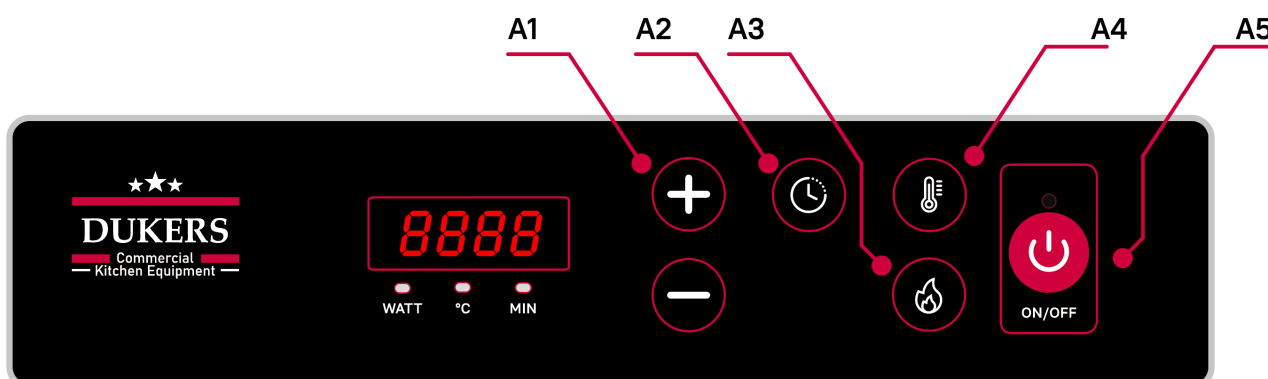 A1 A2 A3 A4 A5
DUKERS
Commercial
Kitchen Equipment
8888
WATT °C MIN
ON/OFF